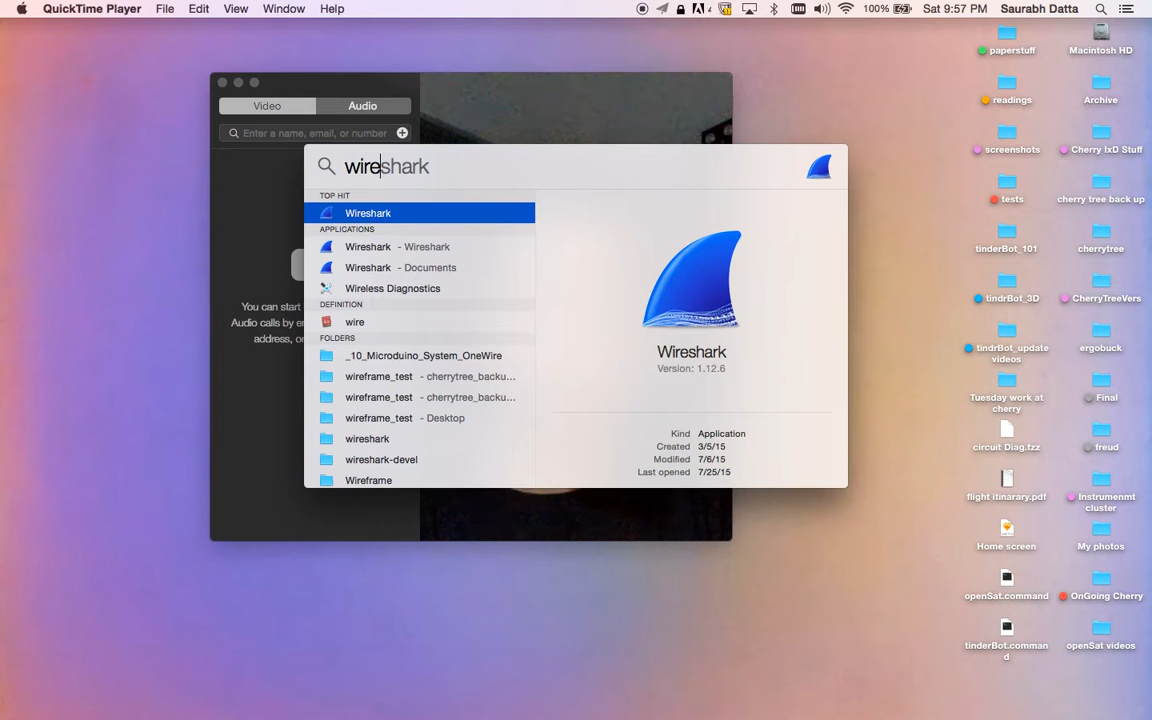 QuickTime Player File Edit View Window Help 4 100% Sat 9:57 PM Saurabh Datta
Video Audio
Enter a name, email, or number
You can start
Audio calls by e
address, or
wireshark
TOP HIT
Wireshark
APPLICATIONS
Wireshark - Wireshark
Wireshark - Documents
Wireless Diagnostics
DEFINITION
wire
FOLDERS
_10_Microduino_System_OneWire
wireframe_test - cherrytree_backu...
wireframe_test - cherrytree_backu...
wireframe_test - Desktop
wireshark
wireshark-devel
Wireframe
Wireshark
Version: 1.12.6
Kind Application
Created 3/5/15
Modified 7/6/15
Last opened 7/25/15
paperstuff
Macintosh HD
readings
Archive
screenshots
Cherry IxD Stuff
tests
cherry tree back up
tinderBot_101
cherrytree
tindrBot_3D
CherryTreeVers
tindrBot_update
videos
ergobuck
Tuesday work at
cherry
Final
circuit Diag.fzz
freud
flight itinarary.pdf
Instrumenmt
cluster
Home screen
My photos
openSat.command
OnGoing Cherry
tinderBot.comman
d
openSat videos